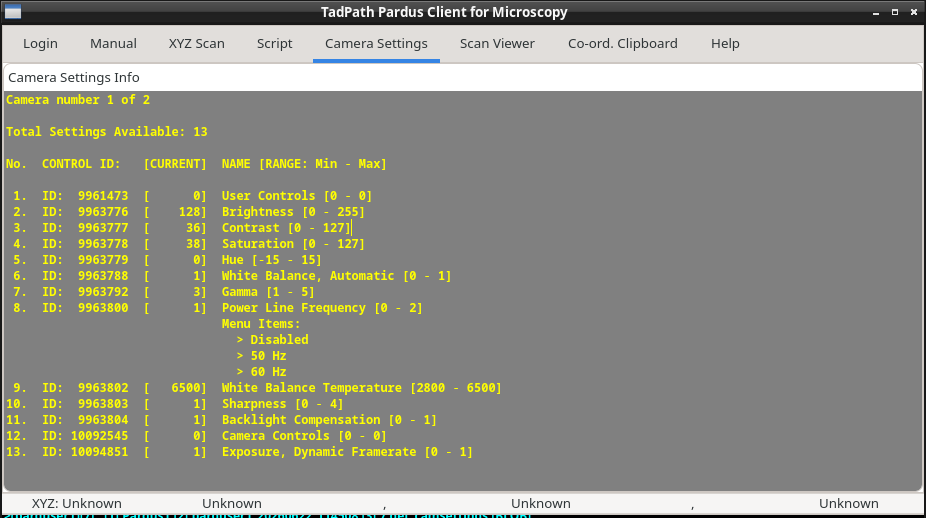 TadPath Pardus Client for Microscopy
Login Manual XYZ Scan Script Camera Settings Scan Viewer Co-ord. Clipboard Help
Camera Settings Info
Camera number 1 of 2
Total Settings Available: 13
No. CONTROL ID: [CURRENT] NAME [RANGE: Min - Max]
1. ID: 9961473 [ 0] User Controls [0 - 0]
2. ID: 9963776 [ 128] Brightness [0 - 255]
3. ID: 9963777 [ 36] Contrast [0 - 127]
4. ID: 9963778 [ 38] Saturation [0 - 127]
5. ID: 9963779 [ 0] Hue [-15 - 15]
6. ID: 9963788 [ 1] White Balance, Automatic [0 - 1]
7. ID: 9963792 [ 3] Gamma [1 - 5]
8. ID: 9963800 [ 1] Power Line Frequency [0 - 2]
Menu Items:
> Disabled
> 50 Hz
> 60 Hz
9. ID: 9963802 [ 6500] White Balance Temperature [2800 - 6500]
10. ID: 9963803 [ 1] Sharpness [0 - 4]
11. ID: 9963804 [ 1] Backlight Compensation [0 - 1]
12. ID: 10092545 [ 0] Camera Controls [0 - 0]
13. ID: 10094851 [ 1] Exposure, Dynamic Framerate [0 - 1]
XYZ: Unknown Unknown , Unknown , Unknown